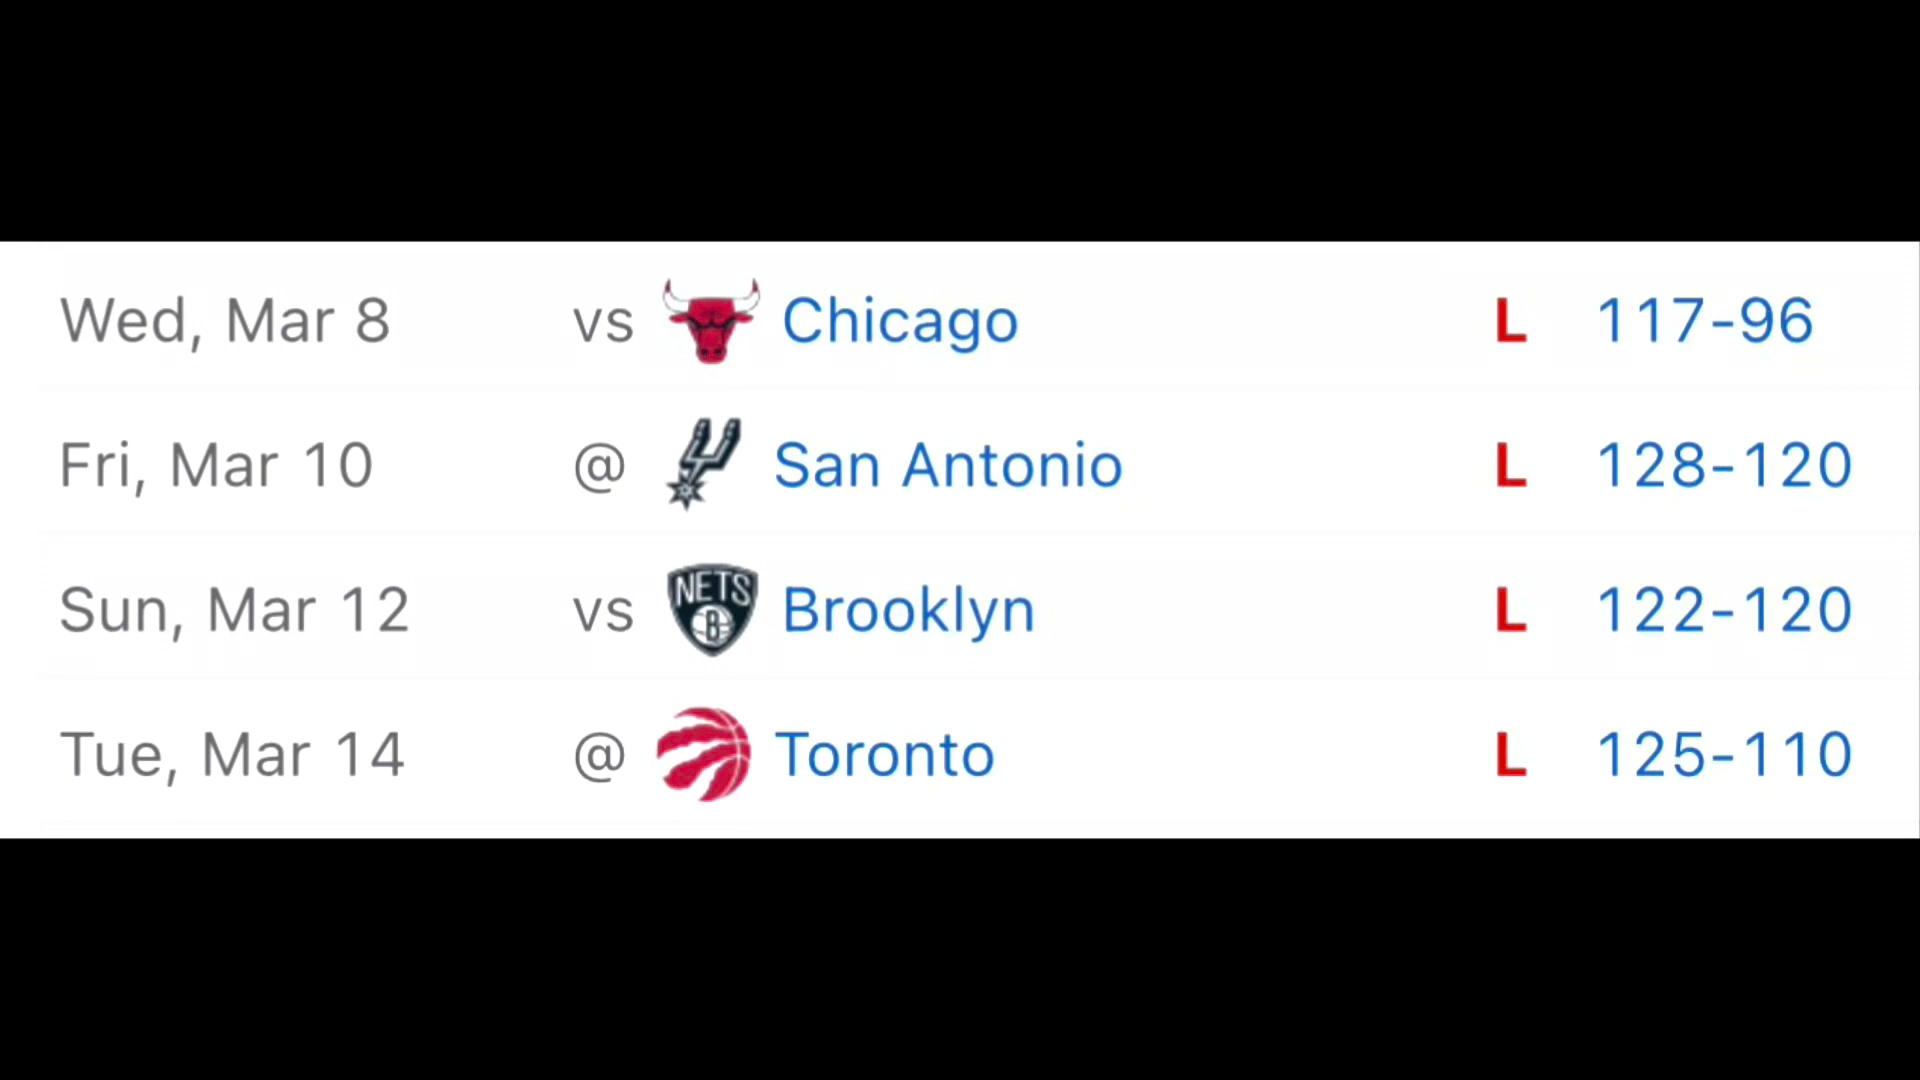 Wed, Mar 8 vs Chicago L 117-96
Fri, Mar 10 @ San Antonio L 128-120
Sun, Mar 12 vs NETS B Brooklyn L 122-120
Tue, Mar 14 @ Toronto L 125-110